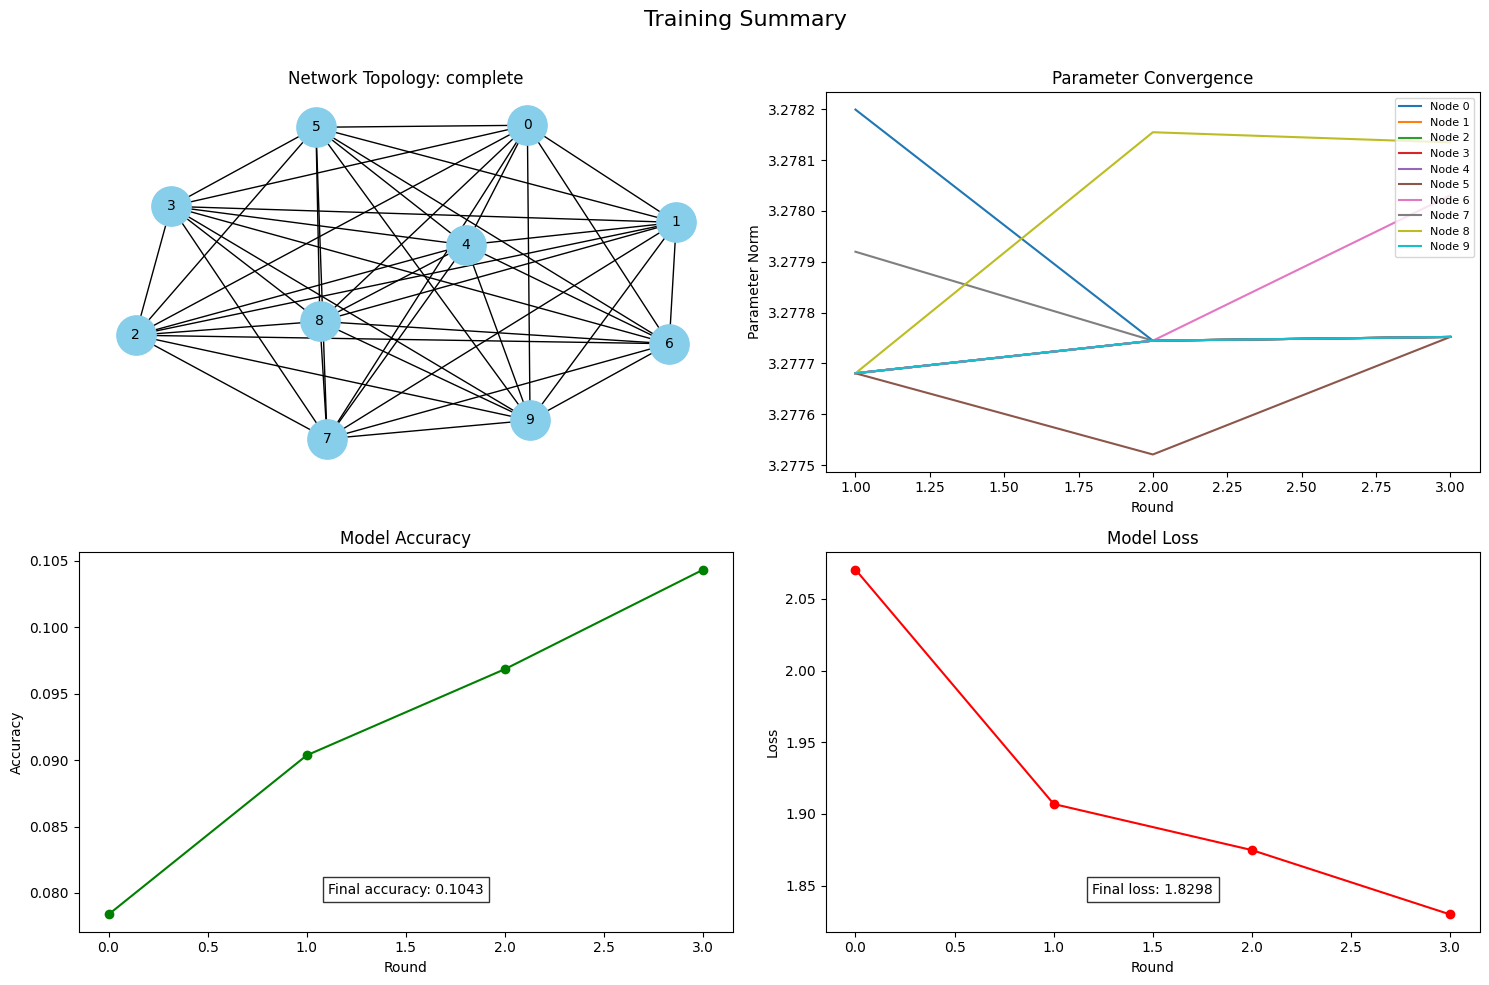 Training Summary
Network Topology: complete
5
0
3
1
4
8
2
6
9
7
Parameter Convergence
3.2782
3.2781
3.2780
3.2779
3.2778
3.2777
3.2776
3.2775
Parameter Norm
Node 0
Node 1
Node 2
Node 3
Node 4
Node 5
Node 6
Node 7
Node 8
Node 9
1.00 1.25 1.50 1.75 2.00 2.25 2.50 2.75 3.00
Round
Model Accuracy
0.105
0.100
0.095
0.090
0.085
0.080
Accuracy
Final accuracy: 0.1043
0.0 0.5 1.0 1.5 2.0 2.5 3.0
Round
Model Loss
2.05
2.00
1.95
1.90
1.85
Loss
Final loss: 1.8298
0.0 0.5 1.0 1.5 2.0 2.5 3.0
Round